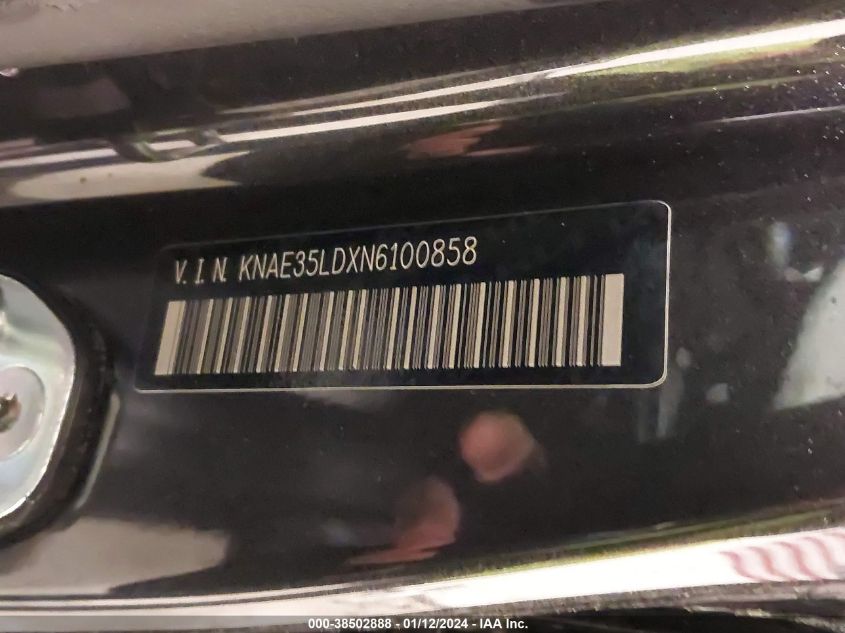 V.I.N. KNAE35LDXN6100858
000-38502888 - 01/12/2024 - IAA Inc.